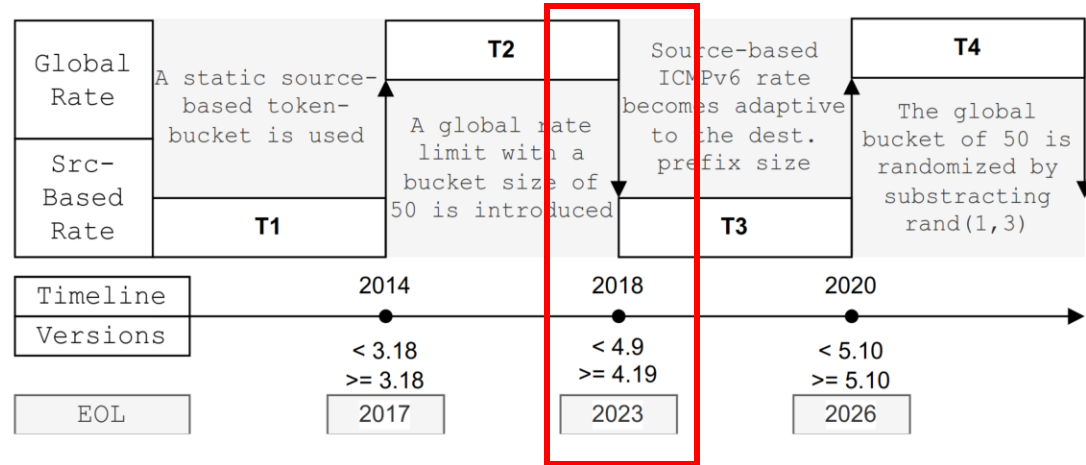 Global
Rate
Src-
Based
Rate
A static source-
based token-
bucket is used
T1
T2
A global rate
limit with a
bucket size of
50 is introduced
Source-based
ICMPv6 rate
becomes adaptive
to the dest.
prefix size
T3
T4
The global
bucket of 50 is
randomized by
substracting
rand(1,3)
Timeline
2014
2018
2020
Versions
< 3.18
>= 3.18
< 4.9
>= 4.19
< 5.10
>= 5.10
EOL
2017
2023
2026